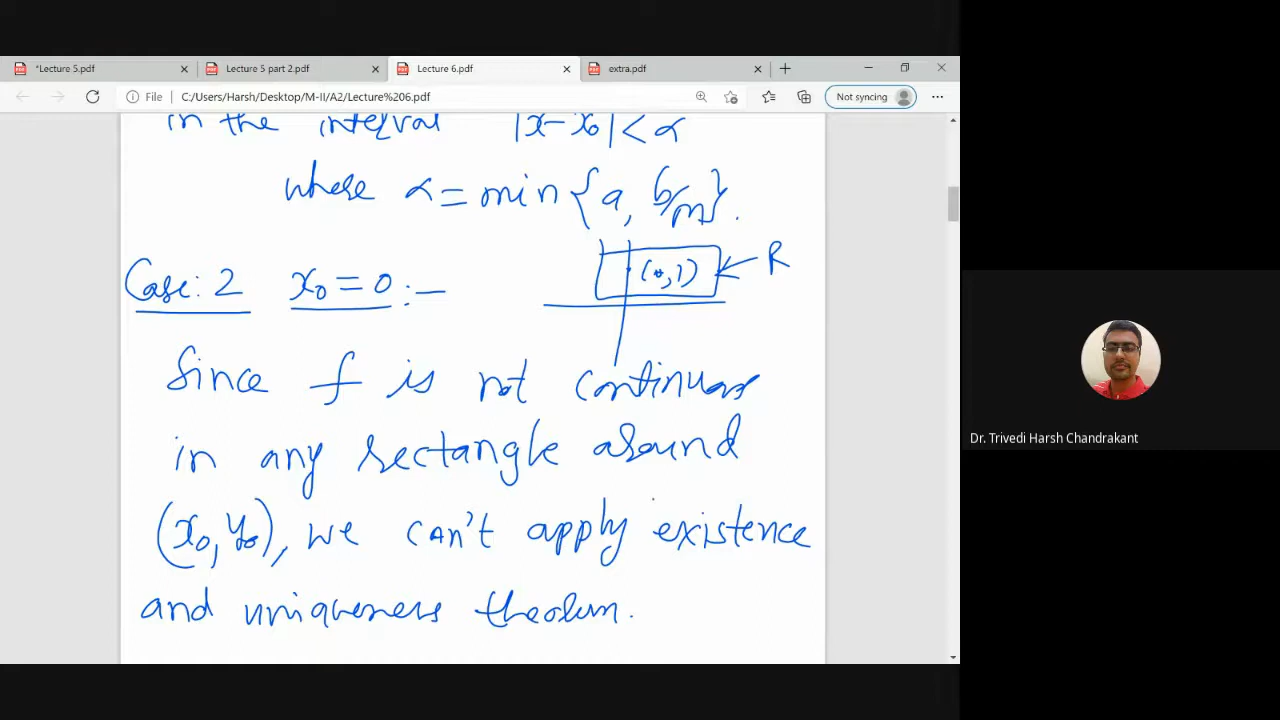 *Lecture 5.pdf
Lecture 5 part 2.pdf
Lecture 6.pdf
extra.pdf
File
C:/Users/Harsh/Desktop/M-II/A2/Lecture%206.pdf
Not syncing
in the interval |x-x₀|<α
where α = min {a, b/m}.
Case: 2 x₀ = 0 :-
( , 1) R
Since f is not continuous
in any rectangle around
(x₀, y₀), we can't apply existence
and uniqueness theorem.
Dr. Trivedi Harsh Chandrakant